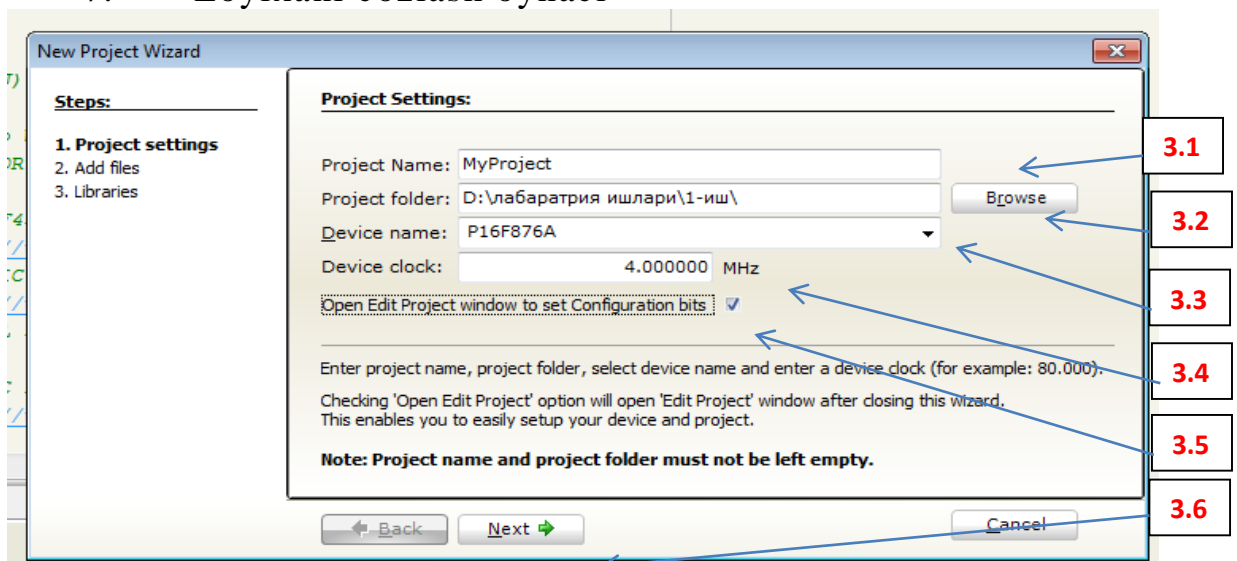 New Project Wizard
Steps:
1. Project settings
2. Add files
3. Libraries
Project Settings:
Project Name: MyProject
Project folder: D:\лабаратрия ишлари\1-иш\ Browse
Device name: P16F876A
Device clock: 4.000000 MHz
Open Edit Project window to set Configuration bits
Enter project name, project folder, select device name and enter a device clock (for example: 80.000).
Checking 'Open Edit Project' option will open 'Edit Project' window after closing this wizard.
This enables you to easily setup your device and project.
Note: Project name and project folder must not be left empty.
Back Next Cancel
3.1
3.2
3.3
3.4
3.5
3.6